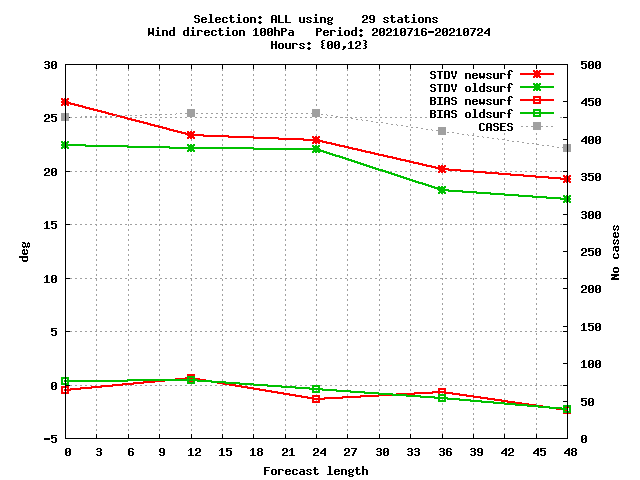 Selection: ALL using    29 stations
Wind direction 100hPa   Period: 20210716-20210724
Hours: {00,12}
STDV newsurf
STDV oldsurf
BIAS newsurf
BIAS oldsurf
CASES
30
25
20
15
10
5
0
-5
deg
500
450
400
350
300
250
200
150
100
50
0
No cases
0 3 6 9 12 15 18 21 24 27 30 33 36 39 42 45 48
Forecast length